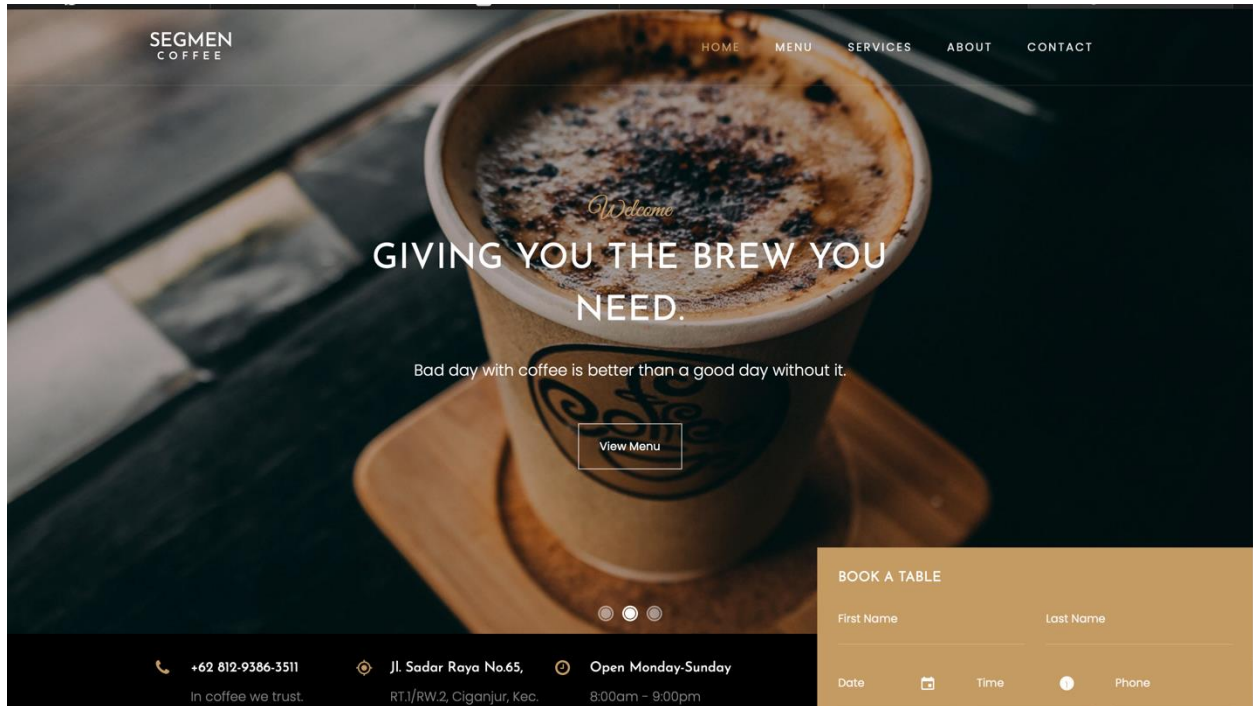 SEGMEN
COFFEE
HOME MENU SERVICES ABOUT CONTACT
Welcome
GIVING YOU THE BREW YOU
NEED.
Bad day with coffee is better than a good day without it.
Coffee
View Menu
BOOK A TABLE
First Name Last Name
Date Time Phone
+62 812-9386-3511
In coffee we trust.
Jl. Sadar Raya No.65,
RT.1/RW.2, Ciganjur, Kec.
Open Monday-Sunday
8:00am - 9:00pm